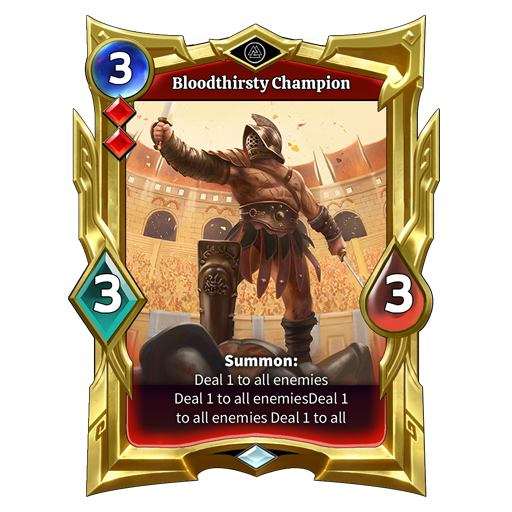 3
Bloodthirsty Champion
3
3
Summon:
Deal 1 to all enemies
Deal 1 to all enemiesDeal 1
to all enemies Deal 1 to all